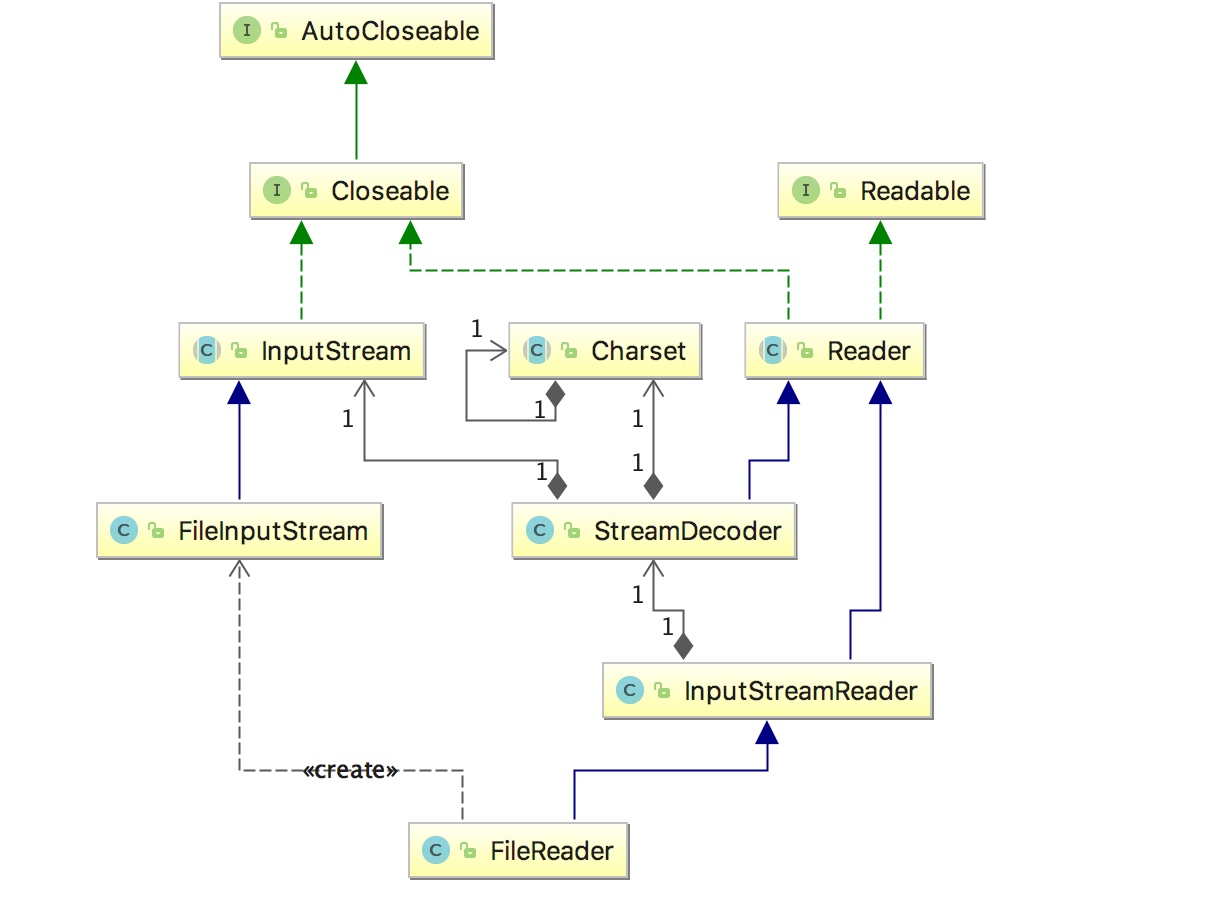 I AutoCloseable
I Closeable
I Readable
1
C InputStream
C Charset
C Reader
1
1
1
1
1
C FileInputStream
C StreamDecoder
1
1
C InputStreamReader
«create»
C FileReader